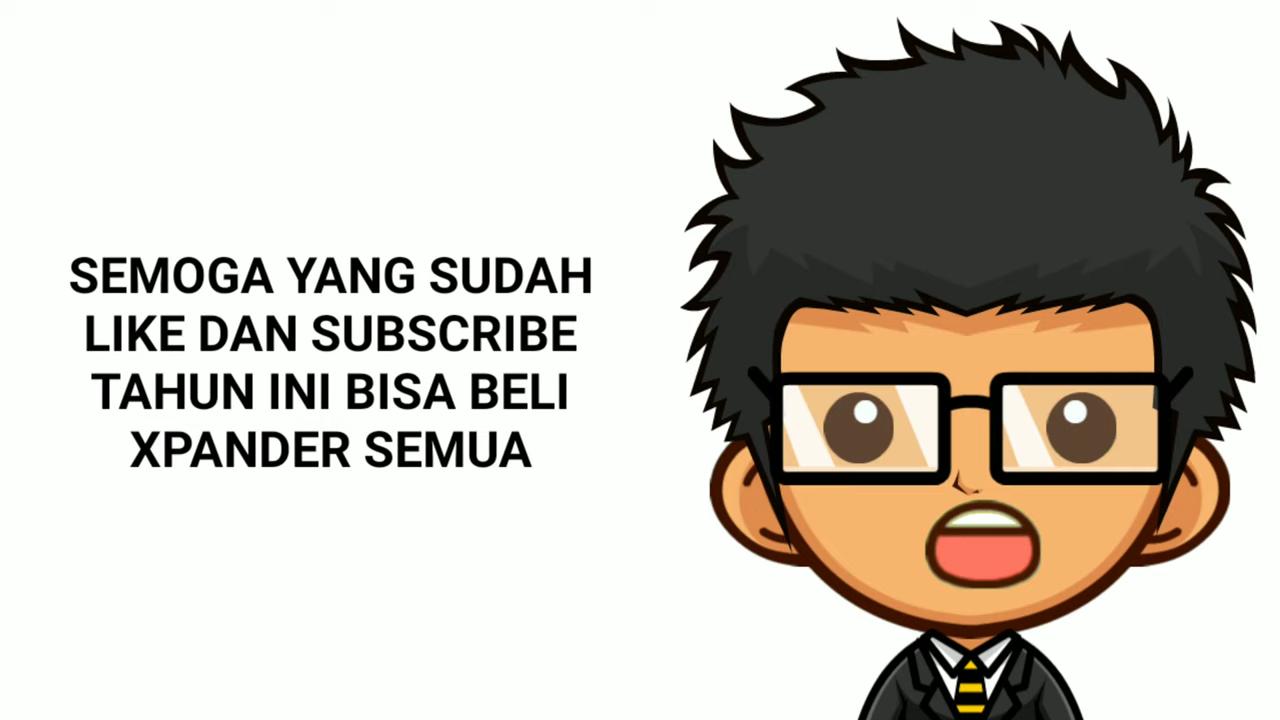 SEMOGA YANG SUDAH
LIKE DAN SUBSCRIBE
TAHUN INI BISA BELI
XPANDER SEMUA